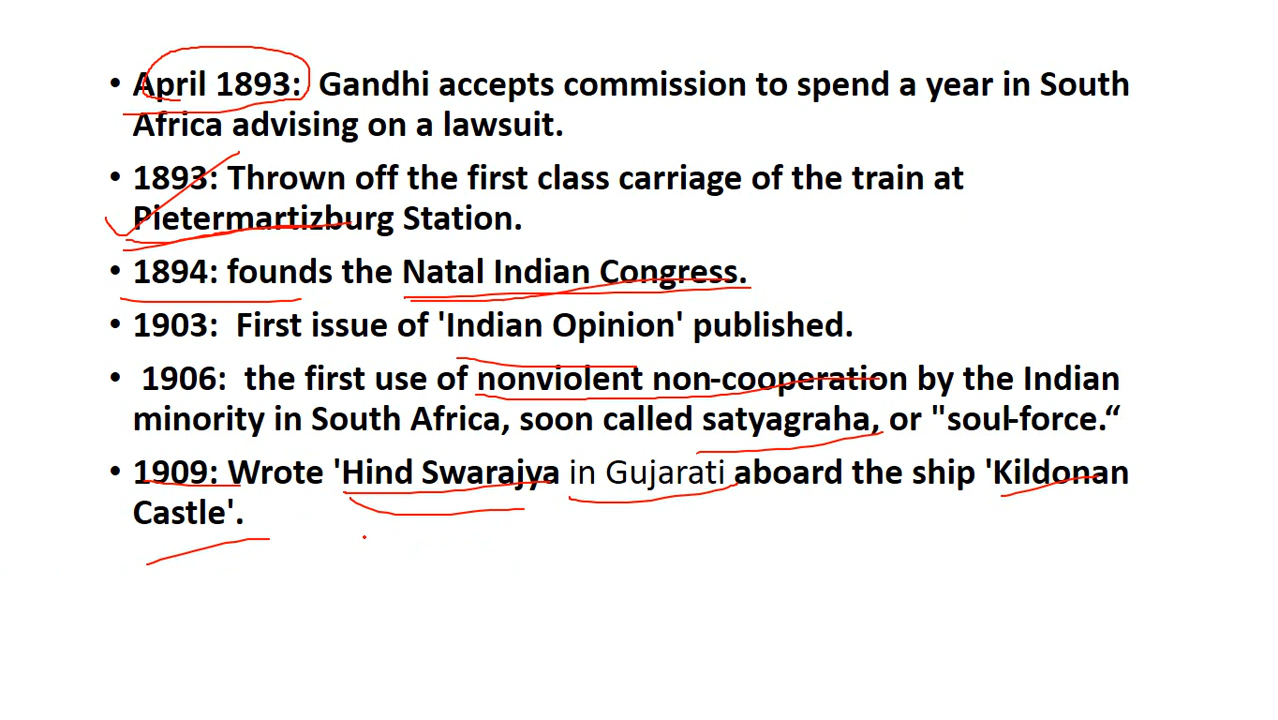 • April 1893:  Gandhi accepts commission to spend a year in South
Africa advising on a lawsuit.
• 1893: Thrown off the first class carriage of the train at
Pietermartizburg Station.
• 1894: founds the Natal Indian Congress.
• 1903:  First issue of 'Indian Opinion' published.
•  1906:  the first use of nonviolent non-cooperation by the Indian
minority in South Africa, soon called satyagraha, or "soul-force.“
• 1909: Wrote 'Hind Swarajya in Gujarati aboard the ship 'Kildonan
Castle'.